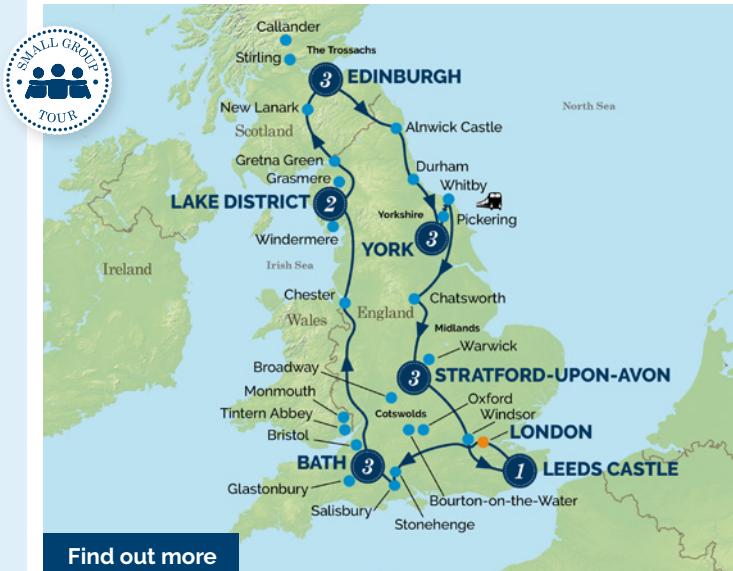 SMALL GROUP
TOUR
Callander
Stirling
The Trossachs
3 EDINBURGH
New Lanark
Scotland
North Sea
Alnwick Castle
Gretna Green
Grasmere
Durham
Whitby
LAKE DISTRICT 2
Yorkshire
Pickering
Windermere
YORK 3
Irish Sea
Ireland
Chester
England
Chatsworth
Wales
Midlands
Warwick
Broadway
3 STRATFORD-UPON-AVON
Monmouth
Cotswolds
Oxford
Tintern Abbey
Windsor
Bristol
LONDON
BATH 3
1 LEEDS CASTLE
Glastonbury
Bourton-on-the-Water
Salisbury
Stonehenge
Find out more